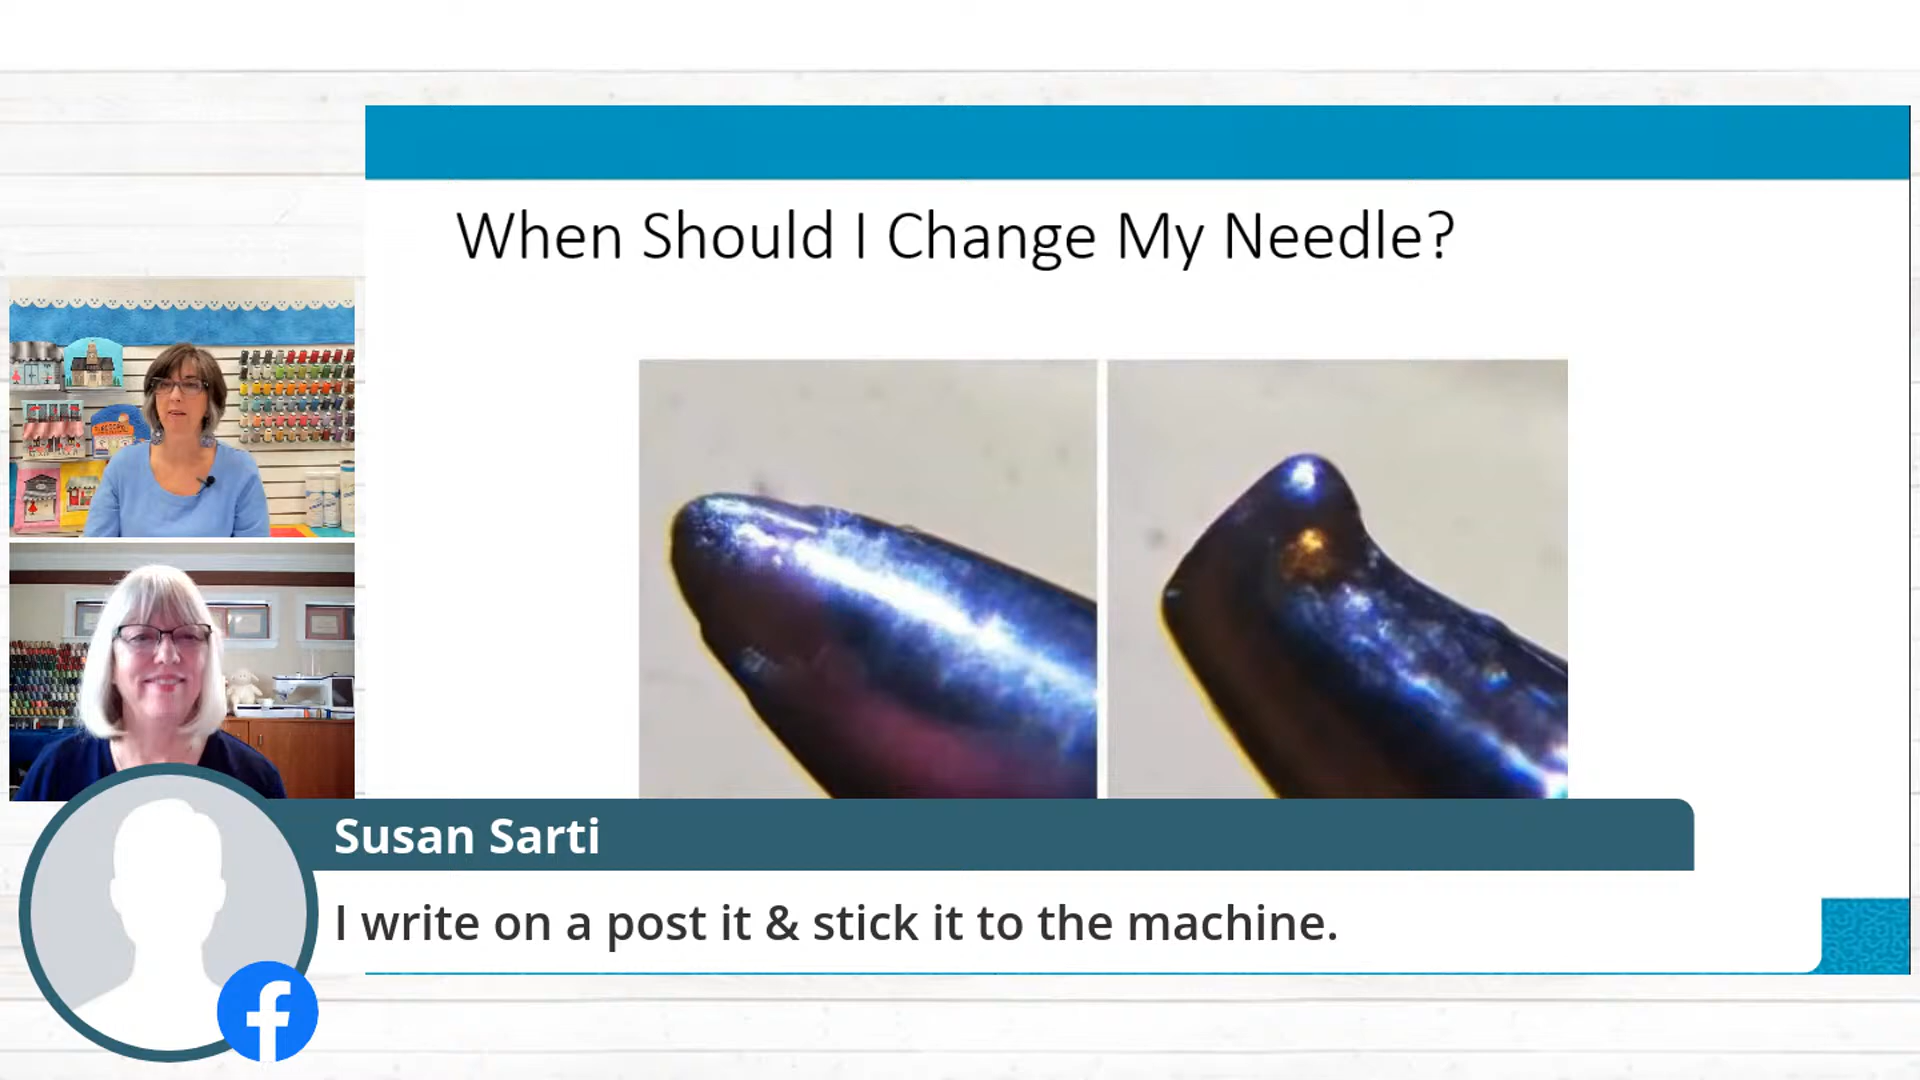 When Should I Change My Needle?
Susan Sarti
I write on a post it & stick it to the machine.